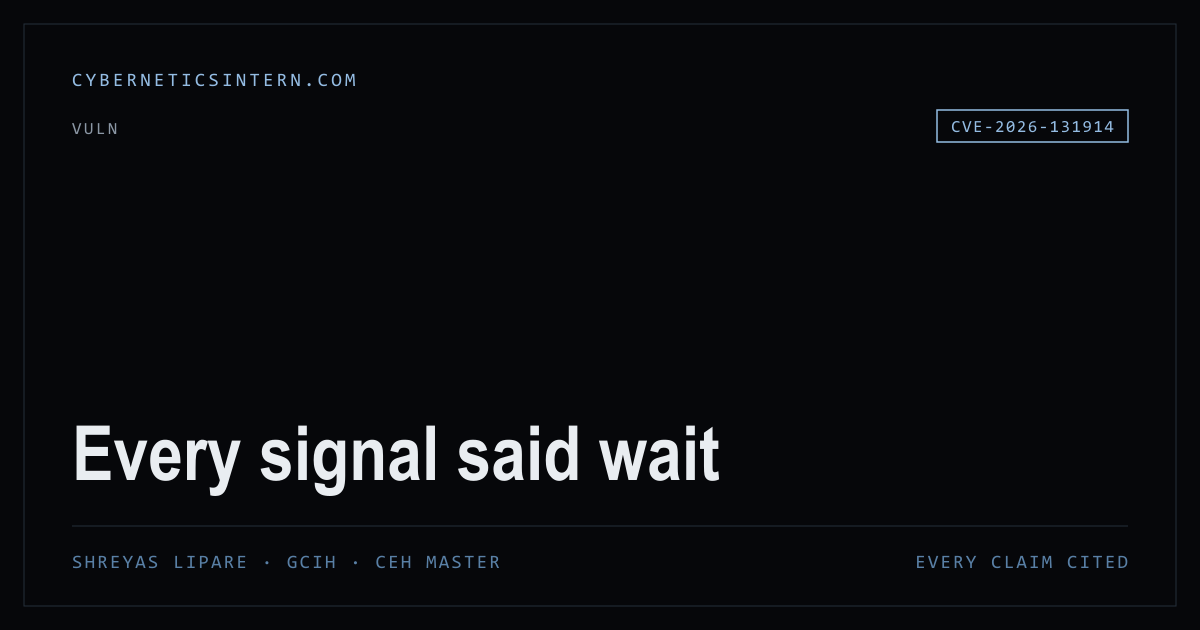 CYBERNETICSINTERN.COM
VULN
CVE-2026-131914
Every signal said wait
SHREYAS LIPARE · GCIH · CEH MASTER
EVERY CLAIM CITED